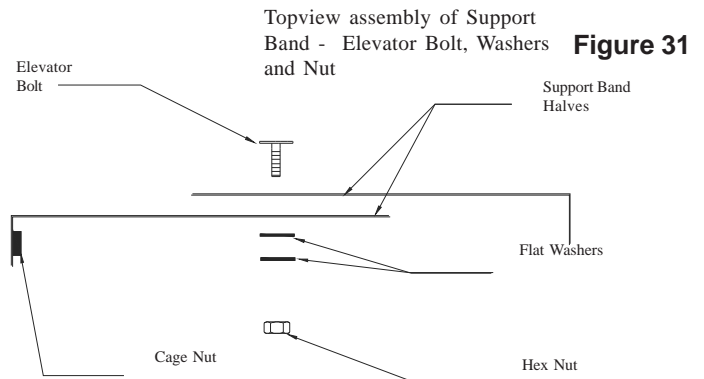 Topview assembly of Support
Band - Elevator Bolt, Washers
and Nut
Figure 31
Elevator
Bolt
Support Band
Halves
Flat Washers
Cage Nut
Hex Nut